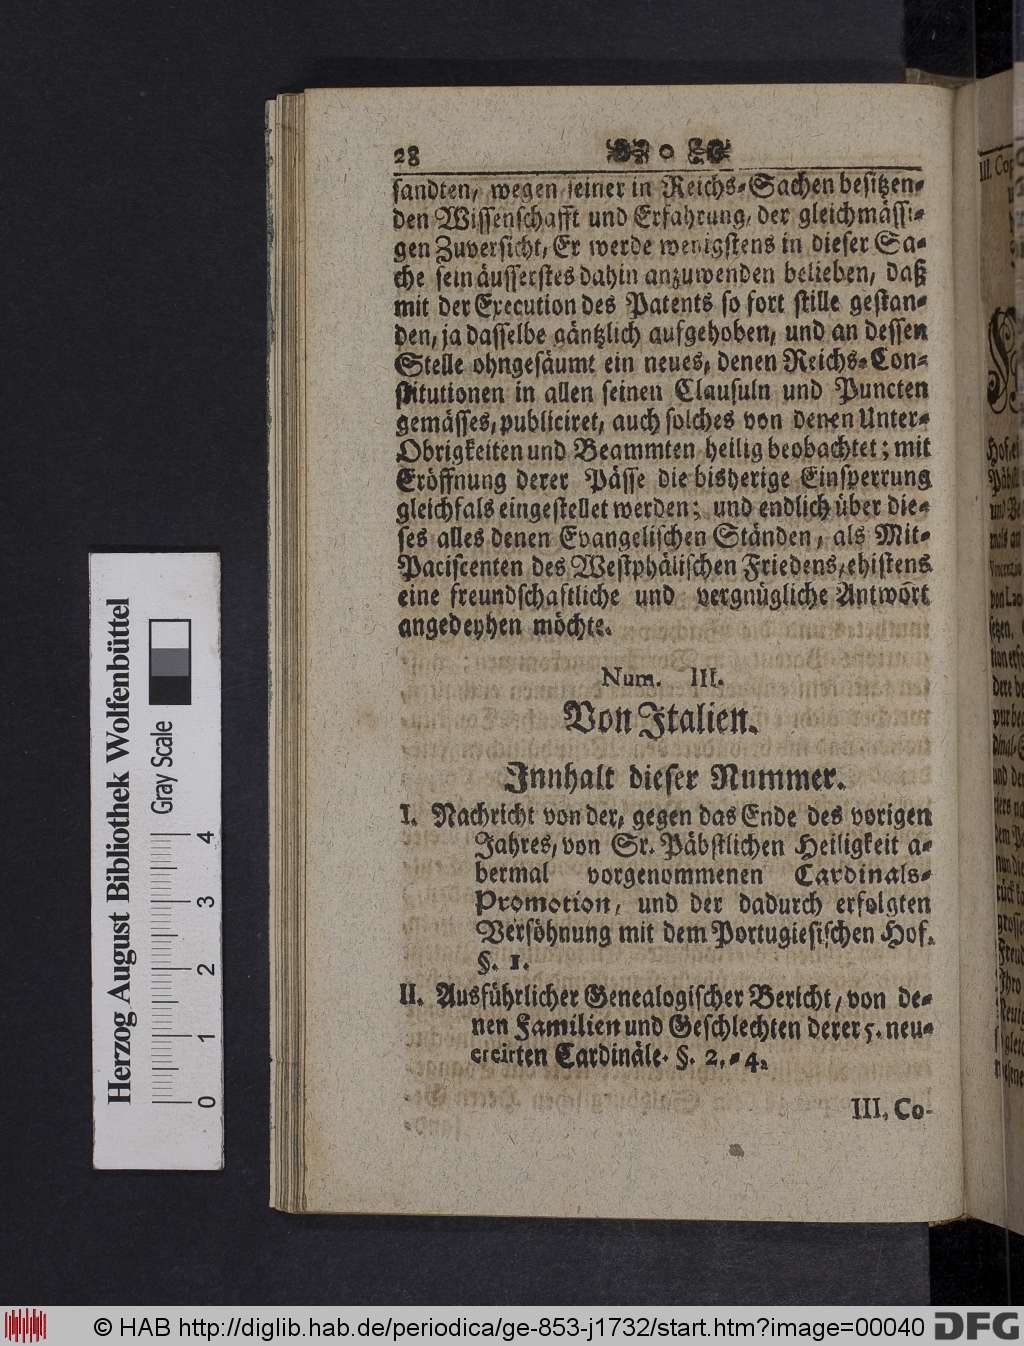 28
sandten, wegen seiner in Reichs-Sachen besitzen-
den Wissenschafft und Erfahrung, der gleichmässi-
gen Zuversicht, Er werde wenigstens in dieser Sa-
che sein äusserstes dahin anzuwenden belieben, daß
mit der Execution des Patents so fort stille gestan-
den, ja dasselbe gäntzlich aufgehoben, und an dessen
Stelle ohngesäumt ein neues, denen Reichs-Con-
stitutionen in allen seinen Clausuln und Puncten
gemässes, publiciret, auch solches von denen Unter-
Obrigkeiten und Beammten heilig beobachtet; mit
Eröffnung derer Pässe die bisherige Einsperrung
gleichfals eingestellet werden; und endlich über die-
ses alles denen Evangelischen Ständen, als Mit-
Paciscenten des Westphälischen Friedens, ehistens
eine freundschaftliche und vergnügliche Antwort
angedeyhen möchte.
Num. III.
Von Italien.
Innhalt dieser Nummer.
I. Nachricht von der, gegen das Ende des vorigen
Jahres, von Sr. Päbstlichen Heiligkeit a-
bermal vorgenommenen Cardinals-
Promotion, und der dadurch erfolgten
Versöhnung mit dem Portugiesischen Hof.
§. 1.
II. Ausführlicher Genealogischer Bericht, von de-
nen Familien und Geschlechten derer 5. neu-
creirten Cardinäle. §. 2.-4.
III. Co-
Herzog August Bibliothek Wolfenbüttel
Gray Scale
0 1 2 3 4
© HAB http://diglib.hab.de/periodica/ge-853-j1732/start.htm?image=00040
DFG